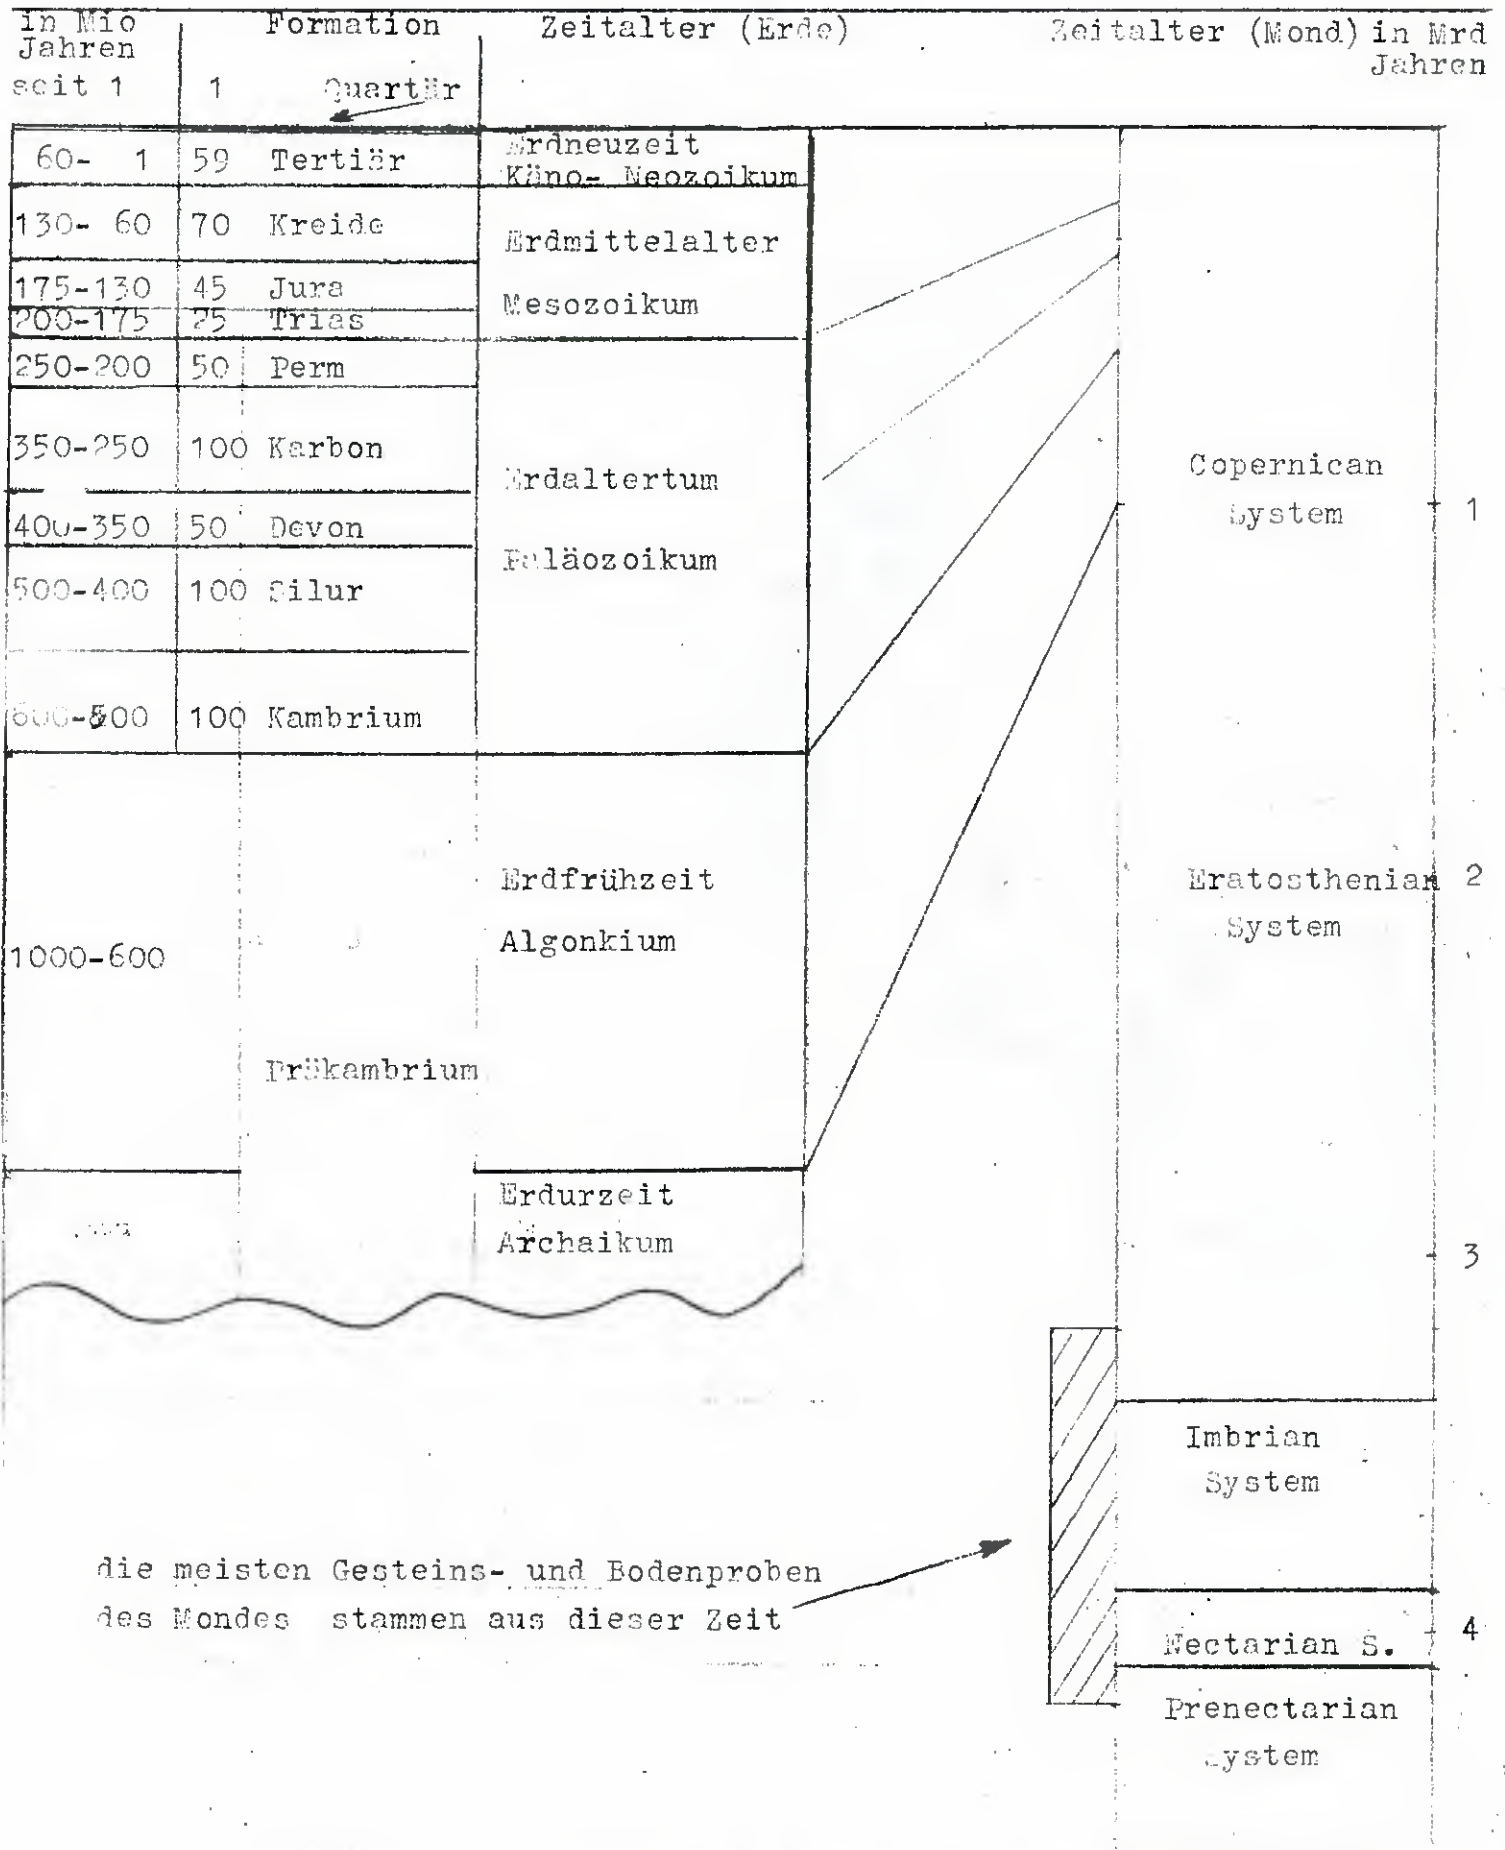 in Mio Formation Zeitalter (Erde) Zeitalter (Mond) in Mrd
Jahren Jahren
seit 1 1 Quartär
60- 1 59 Tertiär Erdneuzeit
Käno- Neozoikum
130- 60 70 Kreide Erdmittelalter
175-130 45 Jura Mesozoikum
200-175 25 Trias
250-200 50 Perm
350-250 100 Karbon Erdaltertum Copernican
400-350 50 Devon System 1
500-400 100 Silur Paläozoikum
600-500 100 Kambrium
Erdfrühzeit Eratosthenian 2
1000-600 Algonkium System
Präkambrium
Erdurzeit
Archaikum 3
Imbrian
System
die meisten Gesteins- und Bodenproben
des Mondes stammen aus dieser Zeit
Nectarian S. 4
Prenectarian
System